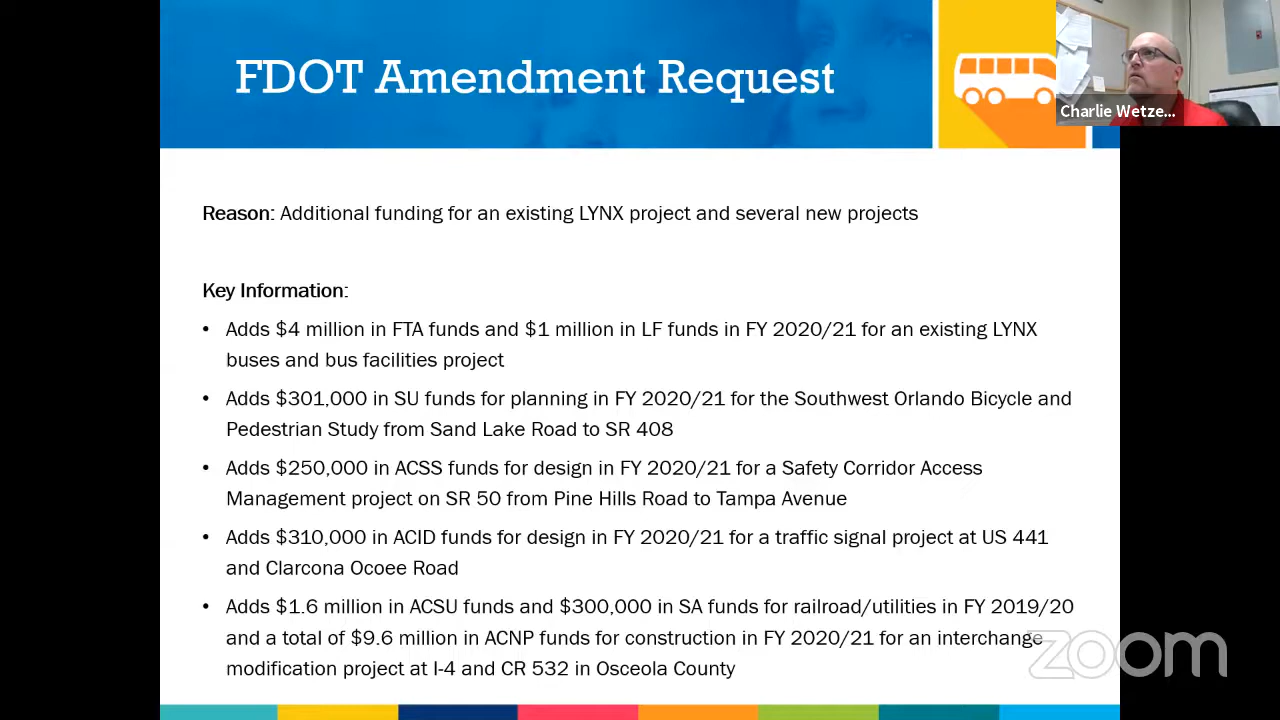 FDOT Amendment Request
Charlie Wetze...
Reason: Additional funding for an existing LYNX project and several new projects
Key Information:
• Adds $4 million in FTA funds and $1 million in LF funds in FY 2020/21 for an existing LYNX
buses and bus facilities project
• Adds $301,000 in SU funds for planning in FY 2020/21 for the Southwest Orlando Bicycle and
Pedestrian Study from Sand Lake Road to SR 408
• Adds $250,000 in ACSS funds for design in FY 2020/21 for a Safety Corridor Access
Management project on SR 50 from Pine Hills Road to Tampa Avenue
• Adds $310,000 in ACID funds for design in FY 2020/21 for a traffic signal project at US 441
and Clarcona Ocoee Road
• Adds $1.6 million in ACSU funds and $300,000 in SA funds for railroad/utilities in FY 2019/20
and a total of $9.6 million in ACNP funds for construction in FY 2020/21 for an interchange
modification project at I-4 and CR 532 in Osceola County
zoom